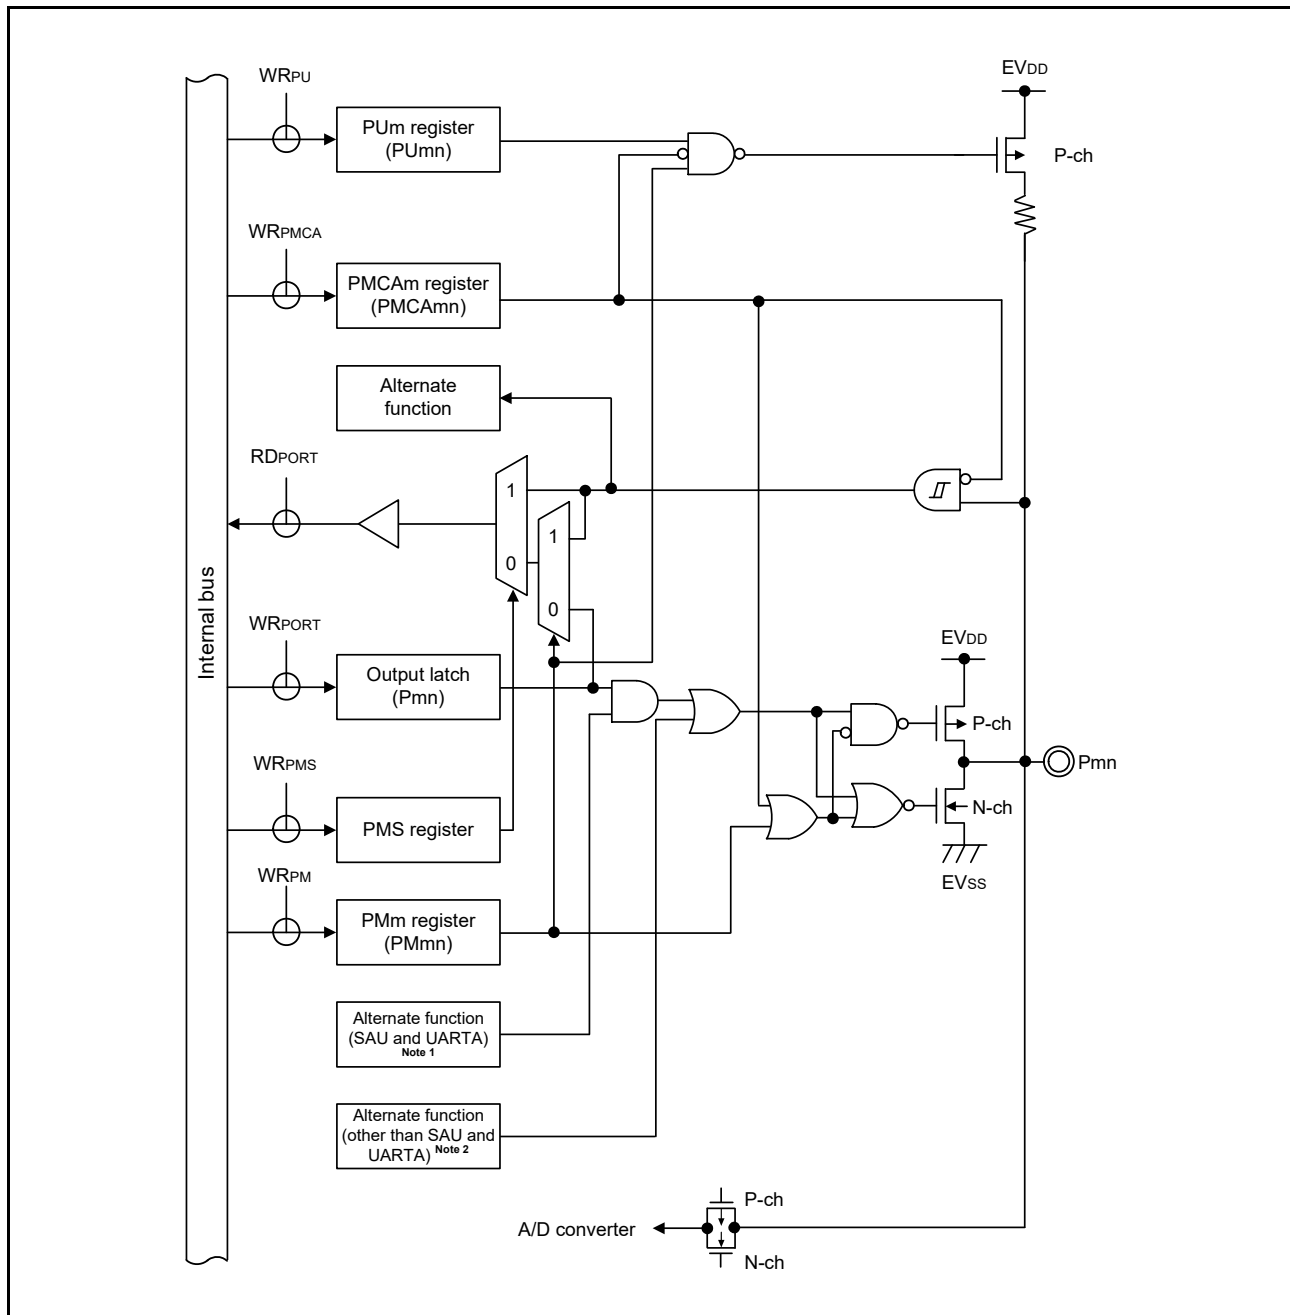 WRPU
EVDD
PUm register
(PUmn)
P-ch
WRPMCA
PMCAm register
(PMCAmn)
Alternate
function
RDPORT
1
1
0
0
Internal bus
WRPORT
EVDD
Output latch
(Pmn)
P-ch
Pmn
WRPMS
N-ch
PMS register
EVSS
WRPM
PMm register
(PMmn)
Alternate function
(SAU and UARTA)
Note 1
Alternate function
(other than SAU and
UARTA) Note 2
P-ch
A/D converter
N-ch